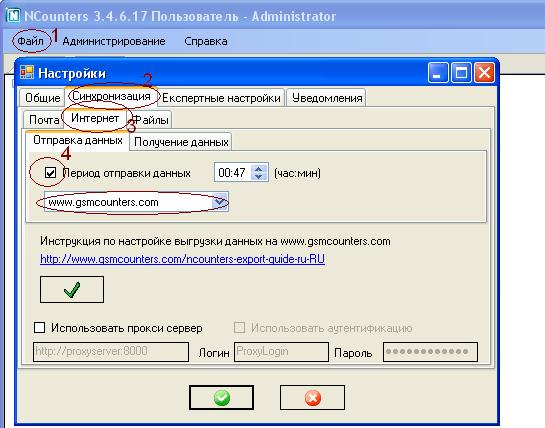 NCounters 3.4.6.17 Пользователь - Administrator
Файл 1 Администрирование Справка
Настройки
2
Общие Синхронизация Експертные настройки Уведомления
Почта Интернет Файлы
3
Отправка данных Получение данных
4
Период отправки данных 00:47 (час:мин)
www.gsmcounters.com
Инструкция по настройке выгрузки данных на www.gsmcounters.com
http://www.gsmcounters.com/ncounters-export-guide-ru-RU
Использовать прокси сервер Использовать аутентификацию
http://proxyserver:8000 Логин ProxyLogin Пароль ●●●●●●●●●●●●